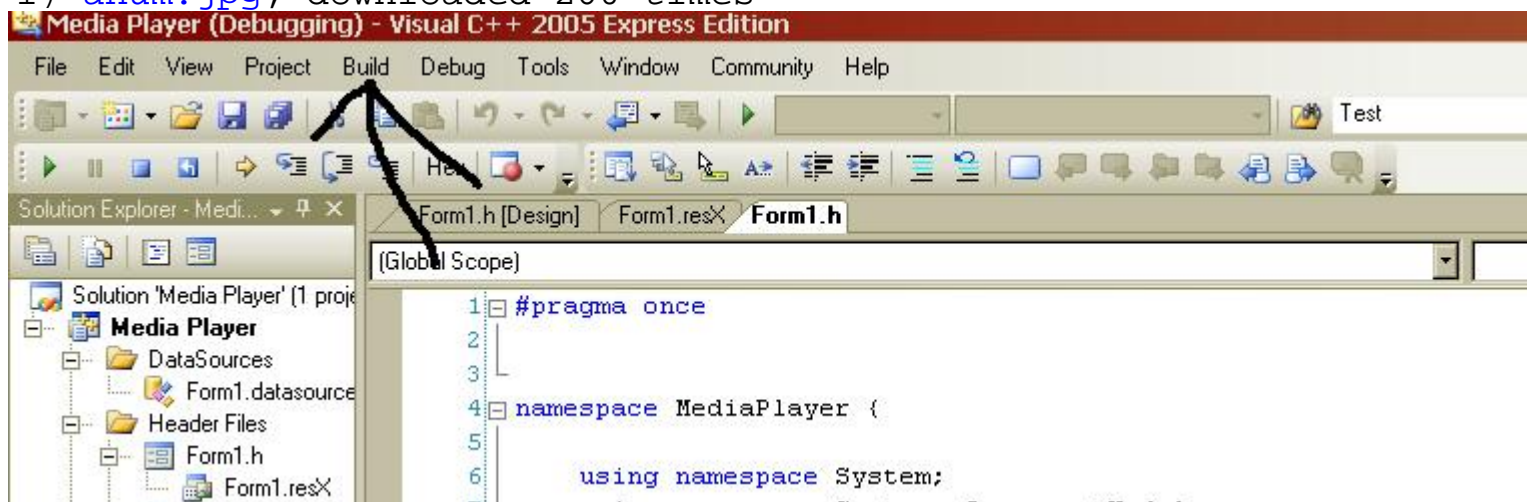 Media Player (Debugging) - Visual C++ 2005 Express Edition
File Edit View Project Build Debug Tools Window Community Help
Test
Solution Explorer - Medi...
Form1.h [Design] Form1.resX Form1.h
(Global Scope)
Solution 'Media Player' (1 proje
Media Player
DataSources
Form1.datasource
Header Files
Form1.h
Form1.resX
1 #pragma once
2
3
4 namespace MediaPlayer {
5
6 using namespace System;